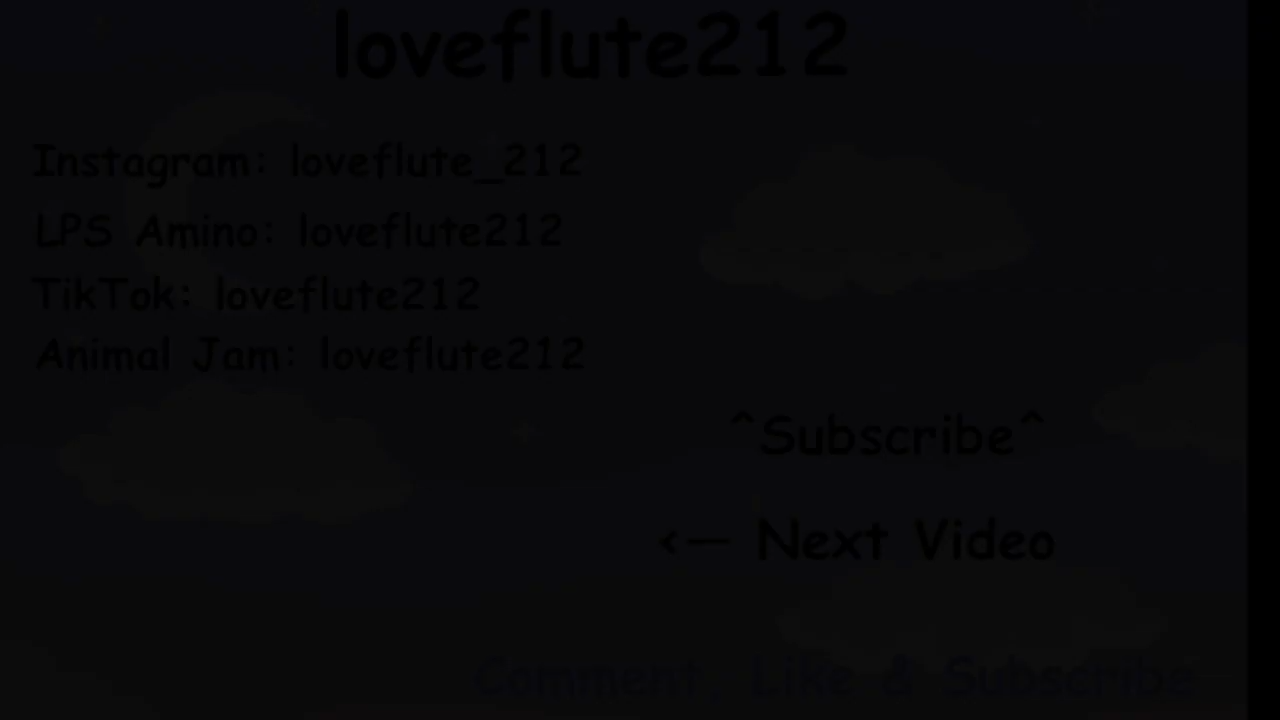 loveflute212
Instagram: loveflute_212
LPS Amino: loveflute212
TikTok: loveflute212
Animal Jam: loveflute212
^Subscribe^
<— Next Video
Comment, Like & Subscribe